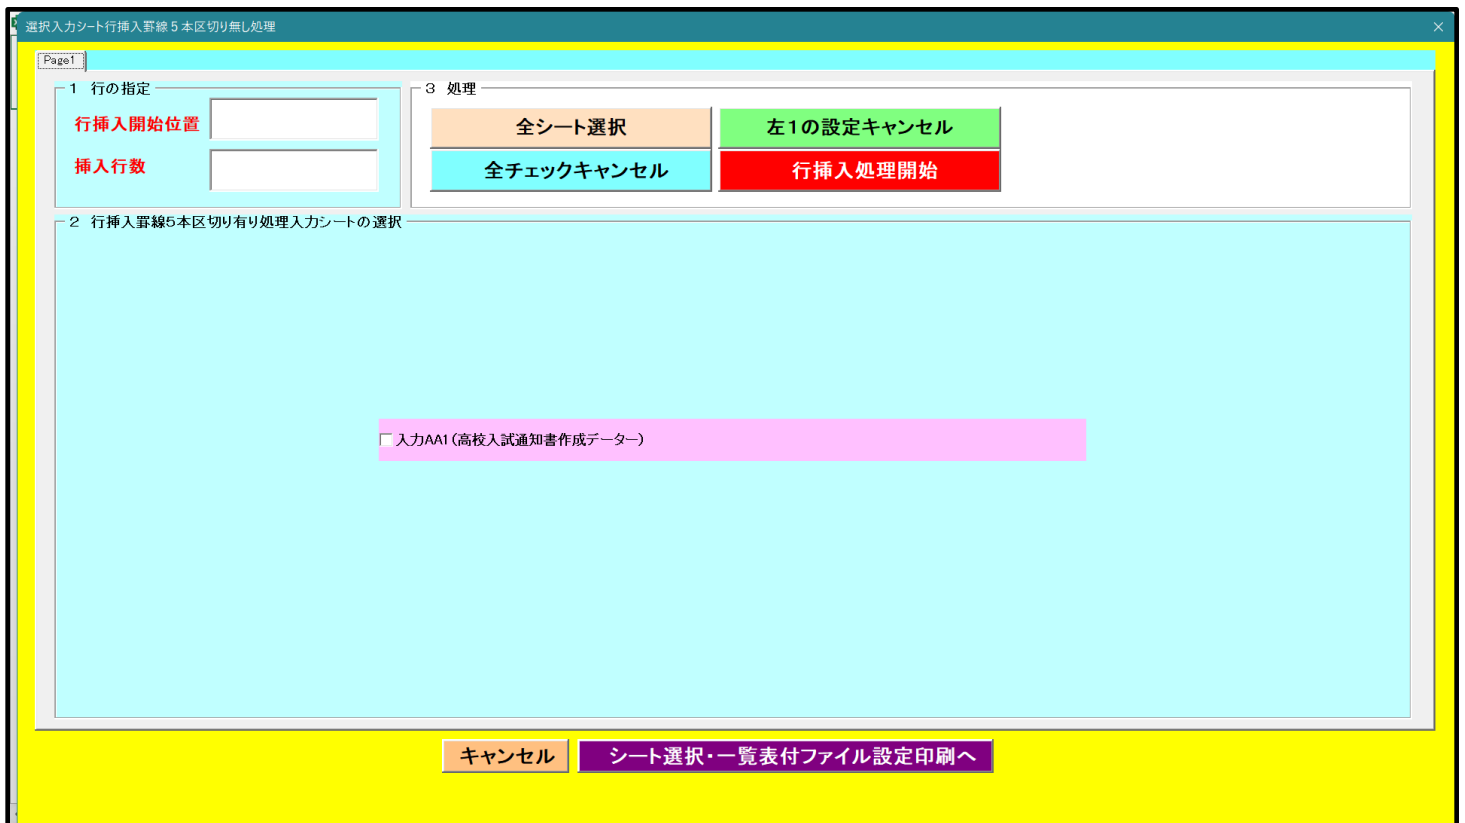 選択入力シート行挿入罫線５本区切り無し処理
Page1
1 行の指定
行挿入開始位置
挿入行数
3 処理
全シート選択
左1の設定キャンセル
全チェックキャンセル
行挿入処理開始
2 行挿入罫線5本区切り有り処理入力シートの選択
入力AA1(高校入試通知書作成データー)
キャンセル
シート選択・一覧表付ファイル設定印刷へ